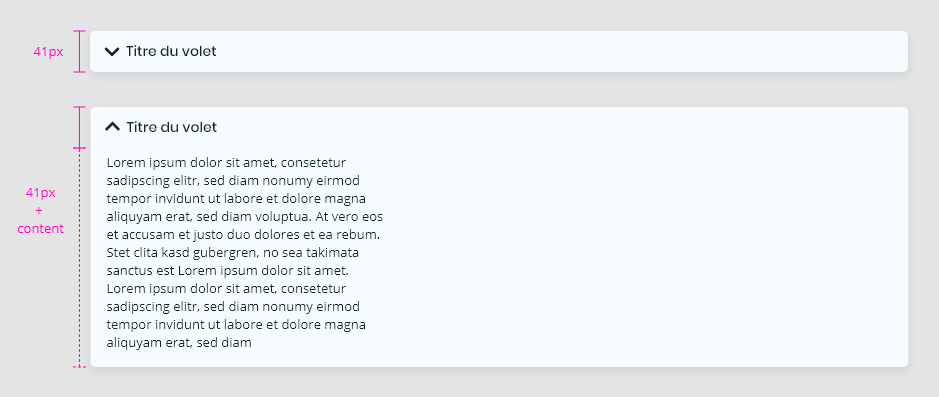 41px
Titre du volet
Titre du volet
Lorem ipsum dolor sit amet, consetetur
sadipscing elitr, sed diam nonumy eirmod
tempor invidunt ut labore et dolore magna
aliquyam erat, sed diam voluptua. At vero eos
et accusam et justo duo dolores et ea rebum.
Stet clita kasd gubergren, no sea takimata
sanctus est Lorem ipsum dolor sit amet.
Lorem ipsum dolor sit amet, consetetur
sadipscing elitr, sed diam nonumy eirmod
tempor invidunt ut labore et dolore magna
aliquyam erat, sed diam
41px
+
content